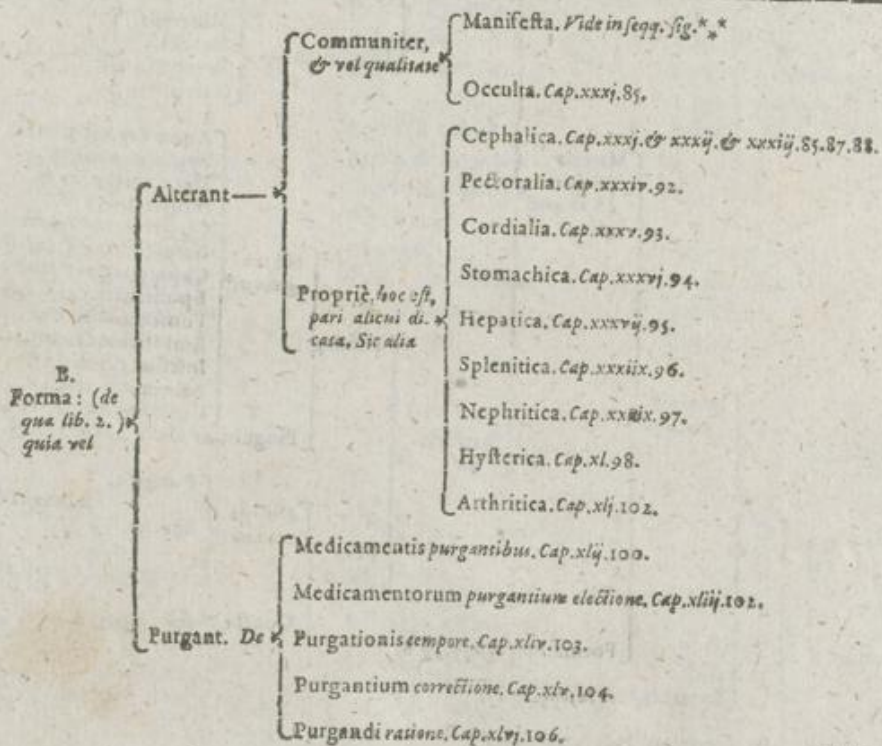 B.
Forma: (de
qua lib. 2.)
quia vel
Alterant
Communiter,
& vel qualitate
Manifeſta. Vide in ſeqq. ſig. *⁎*
Occulta. Cap. xxxj. 85.
Propriè, hoc eſt,
pari alicui di-
cata, Sic alia
Cephalica. Cap. xxxj. & xxxij. & xxxiij. 85. 87. 88.
Pectoralia. Cap. xxxiv. 92.
Cordialia. Cap. xxxv. 93.
Stomachica. Cap. xxxvj. 94.
Hepatica. Cap. xxxvij. 95.
Splenitica. Cap. xxxiix. 96.
Nephritica. Cap. xxxix. 97.
Hyſterica. Cap. xl. 98.
Arthritica. Cap. xlj. 102.
Purgant. De
Medicamentis purgantibus. Cap. xlij. 100.
Medicamentorum purgantium electione. Cap. xliij. 102.
Purgationis tempore. Cap. xliv. 103.
Purgantium correctione. Cap. xlv. 104.
Purgandi ratione. Cap. xlvj. 106.